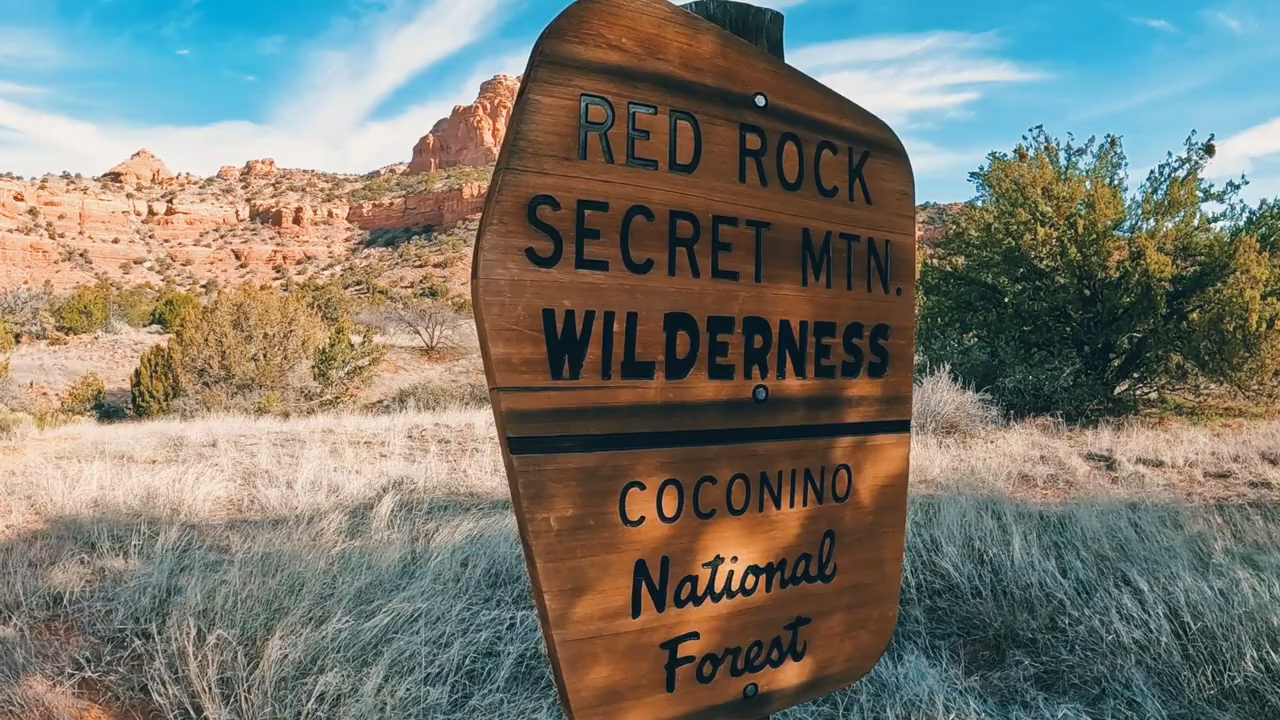 RED ROCK
SECRET MTN.
WILDERNESS
COCONINO
National
Forest